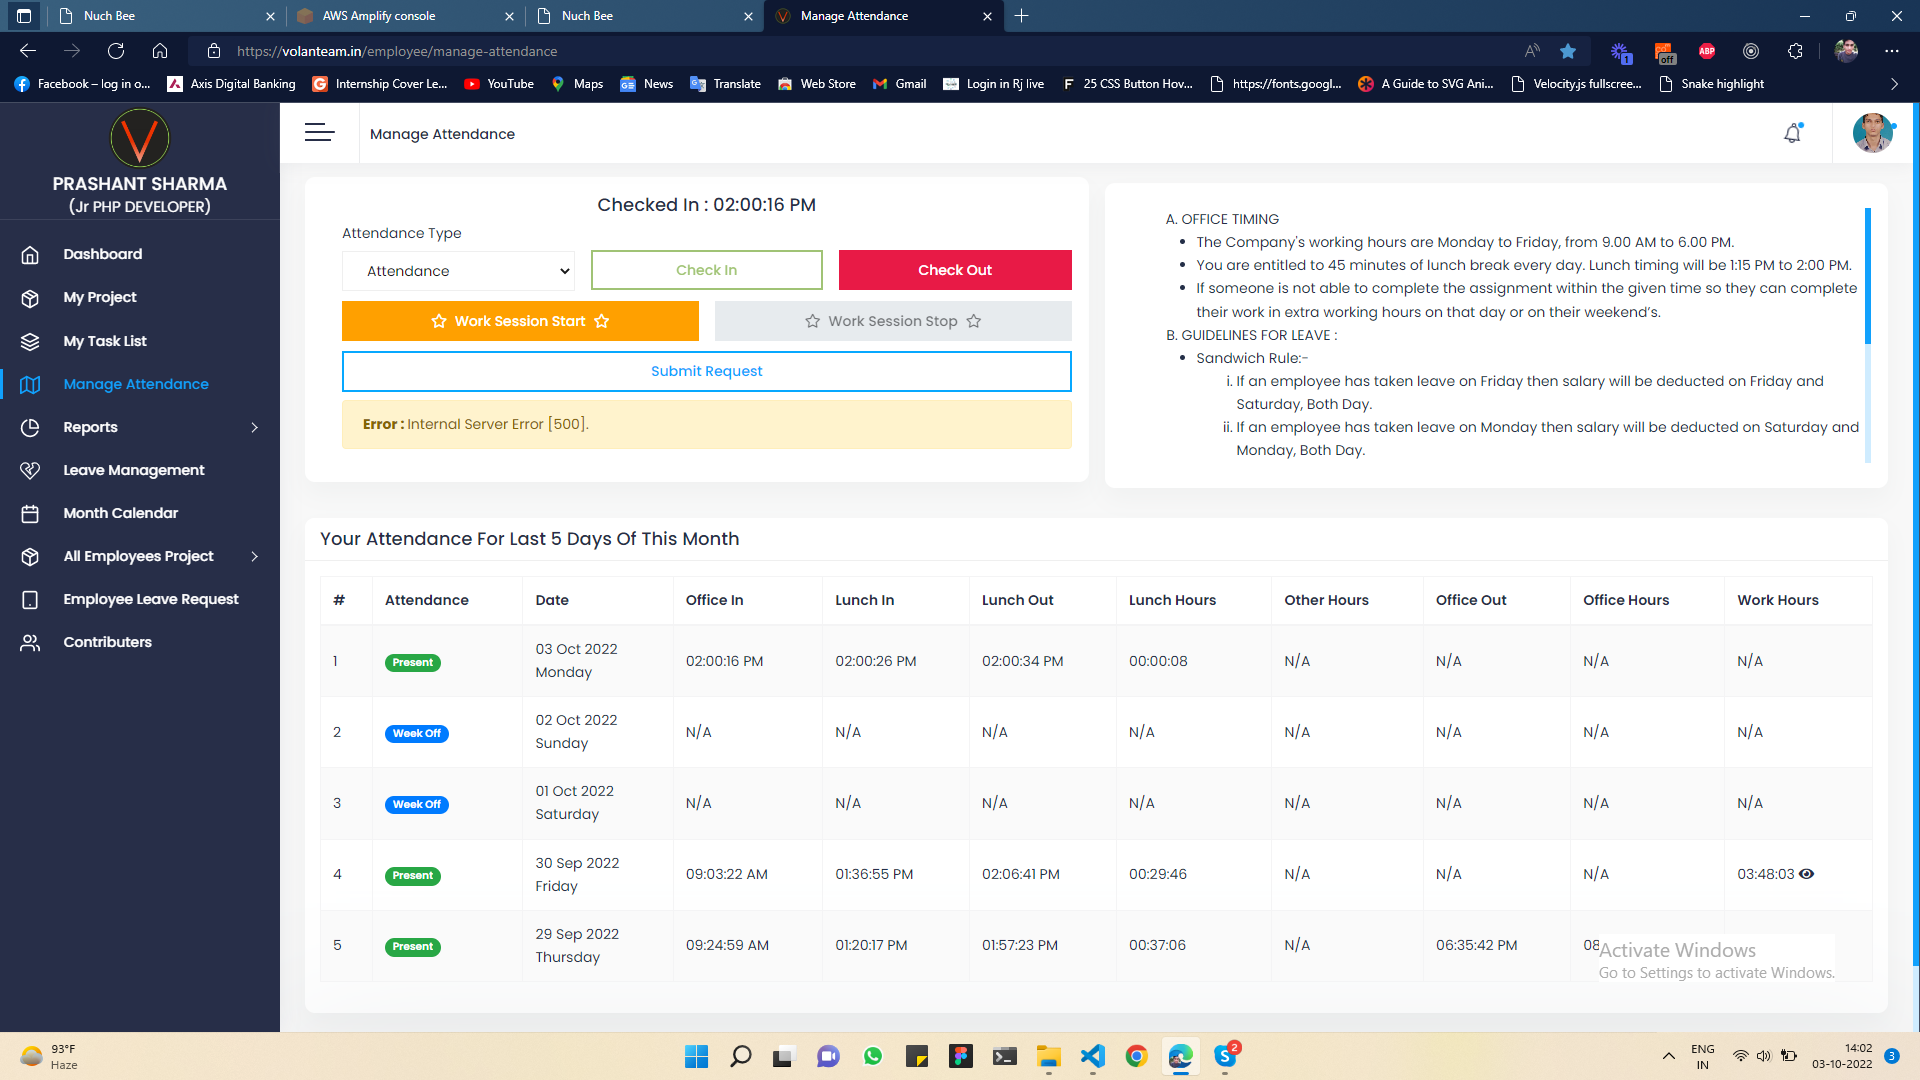 Nuch Bee
AWS Amplify console
Nuch Bee
Manage Attendance
https://volanteam.in/employee/manage-attendance
ABP
off
1
Facebook – log in o...
Axis Digital Banking
Internship Cover Le...
YouTube
Maps
News
Translate
Web Store
Gmail
Login in Rj live
25 CSS Button Hov...
https://fonts.googl...
A Guide to SVG Ani...
Velocity.js fullscree...
Snake highlight
PRASHANT SHARMA
(Jr PHP DEVELOPER)
Dashboard
My Project
My Task List
Manage Attendance
Reports
Leave Management
Month Calendar
All Employees Project
Employee Leave Request
Contributers
Manage Attendance
Checked In : 02:00:16 PM
Attendance Type
Attendance
Check In
Check Out
Work Session Start
Work Session Stop
Submit Request
Error : Internal Server Error [500].
A. OFFICE TIMING
• The Company's working hours are Monday to Friday, from 9.00 AM to 6.00 PM.
• You are entitled to 45 minutes of lunch break every day. Lunch timing will be 1:15 PM to 2:00 PM.
• If someone is not able to complete the assignment within the given time so they can complete
their work in extra working hours on that day or on their weekend's.
B. GUIDELINES FOR LEAVE :
• Sandwich Rule:-
i. If an employee has taken leave on Friday then salary will be deducted on Friday and
Saturday, Both Day.
ii. If an employee has taken leave on Monday then salary will be deducted on Saturday and
Monday, Both Day.
Your Attendance For Last 5 Days Of This Month
# Attendance Date Office In Lunch In Lunch Out Lunch Hours Other Hours Office Out Office Hours Work Hours
1 Present 03 Oct 2022 Monday 02:00:16 PM 02:00:26 PM 02:00:34 PM 00:00:08 N/A N/A N/A N/A
2 Week Off 02 Oct 2022 Sunday N/A N/A N/A N/A N/A N/A N/A N/A
3 Week Off 01 Oct 2022 Saturday N/A N/A N/A N/A N/A N/A N/A N/A
4 Present 30 Sep 2022 Friday 09:03:22 AM 01:36:55 PM 02:06:41 PM 00:29:46 N/A N/A N/A 03:48:03
5 Present 29 Sep 2022 Thursday 09:24:59 AM 01:20:17 PM 01:57:23 PM 00:37:06 N/A 06:35:42 PM 08
Activate Windows
Go to Settings to activate Windows.
93°F
Haze
2
ENG
IN
14:02
03-10-2022
3